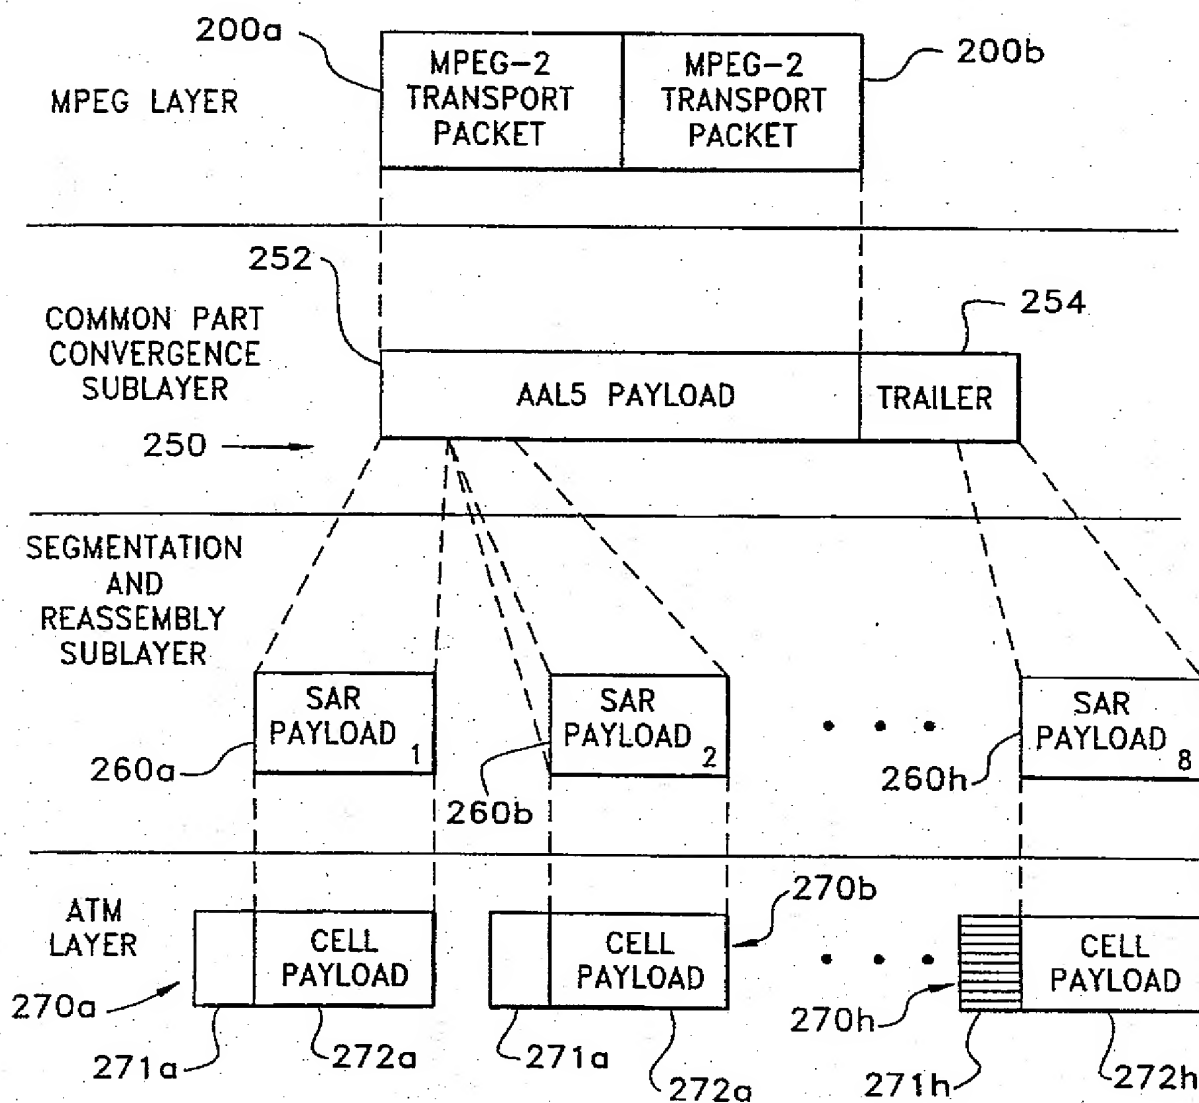 200a
MPEG-2
TRANSPORT
PACKET
MPEG-2
TRANSPORT
PACKET
200b
MPEG LAYER
252
254
COMMON PART
CONVERGENCE
SUBLAYER
AAL5 PAYLOAD
TRAILER
250
SEGMENTATION
AND
REASSEMBLY
SUBLAYER
SAR
PAYLOAD 1
SAR
PAYLOAD 2
SAR
PAYLOAD 8
260a
260b
260h
ATM
LAYER
270b
CELL
PAYLOAD
CELL
PAYLOAD
CELL
PAYLOAD
270a
270h
271a
272a
271a
272a
271h
272h